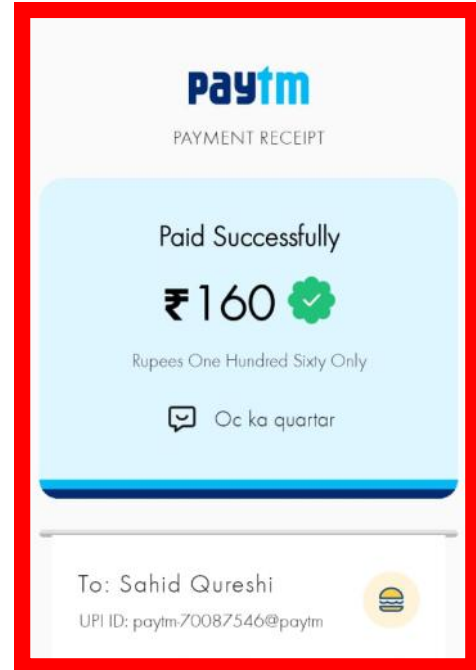 paytm
PAYMENT RECEIPT
Paid Successfully
₹160
Rupees One Hundred Sixty Only
Oc ka quartar
To: Sahid Qureshi
UPI ID: paytm-70087546@paytm